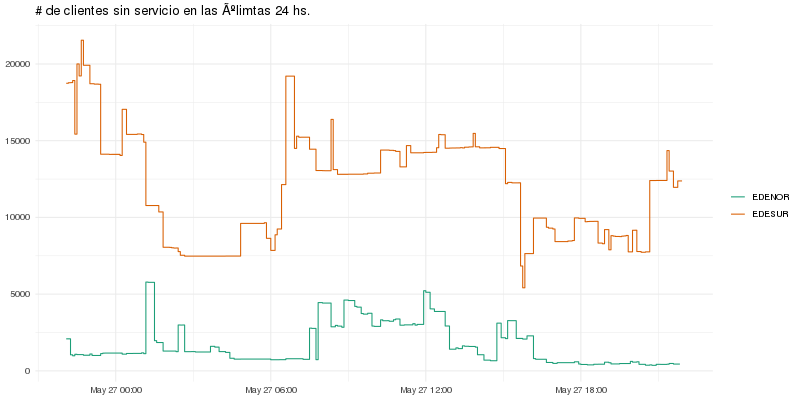 # de clientes sin servicio en las Ãºlimtas 24 hs.
20000
15000
10000
5000
0
May 27 00:00
May 27 06:00
May 27 12:00
May 27 18:00
EDENOR
EDESUR